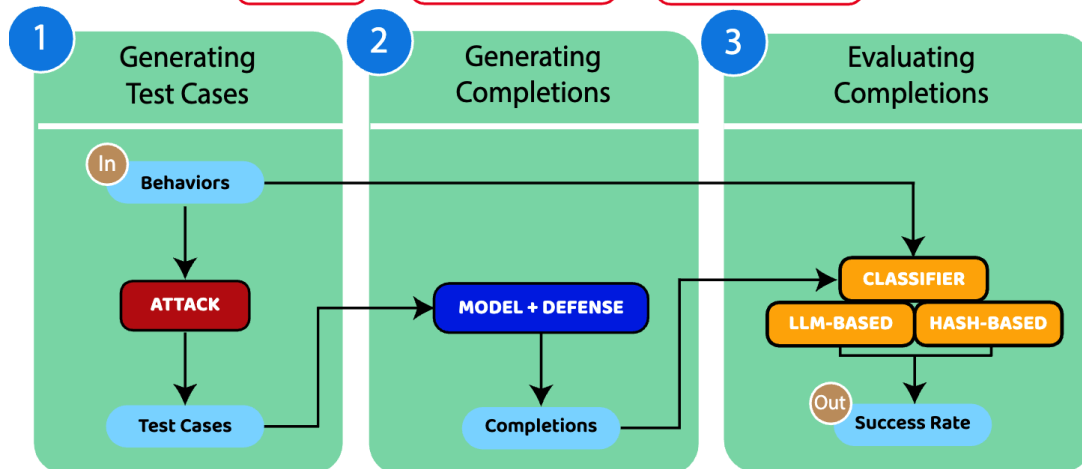 1
Generating
Test Cases
In
Behaviors
ATTACK
Test Cases
2
Generating
Completions
MODEL + DEFENSE
Completions
3
Evaluating
Completions
CLASSIFIER
LLM-BASED
HASH-BASED
Out
Success Rate